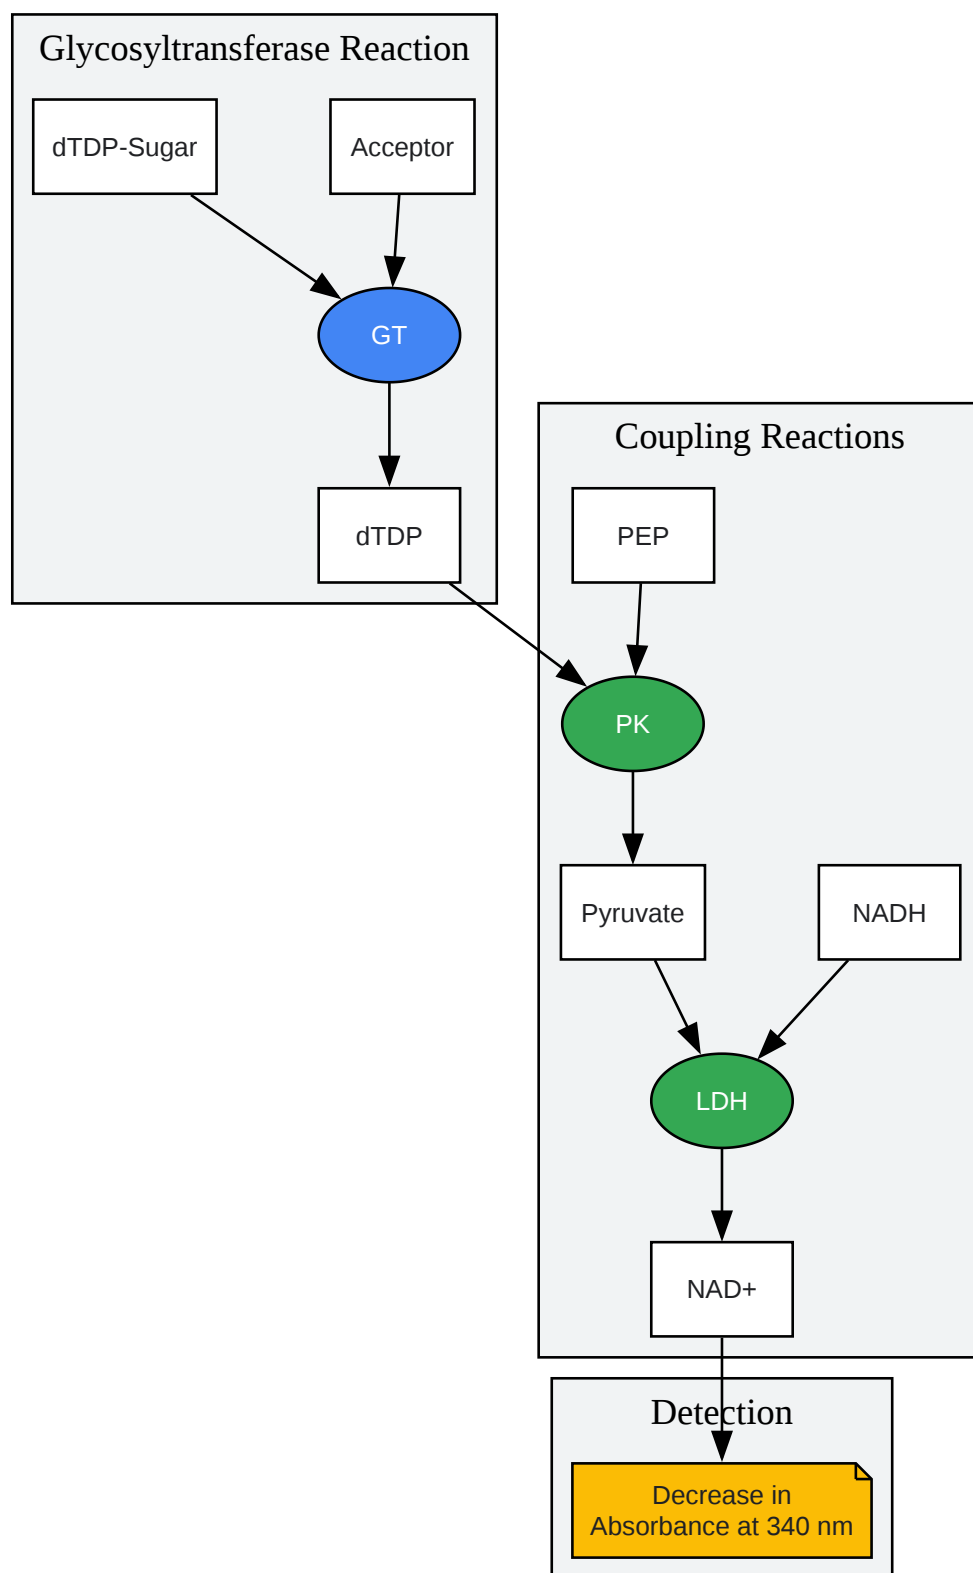 Glycosyltransferase Reaction
dTDP-Sugar
Acceptor
GT
dTDP
Coupling Reactions
PEP
PK
Pyruvate
NADH
LDH
NAD+
Detection
Decrease in
Absorbance at 340 nm